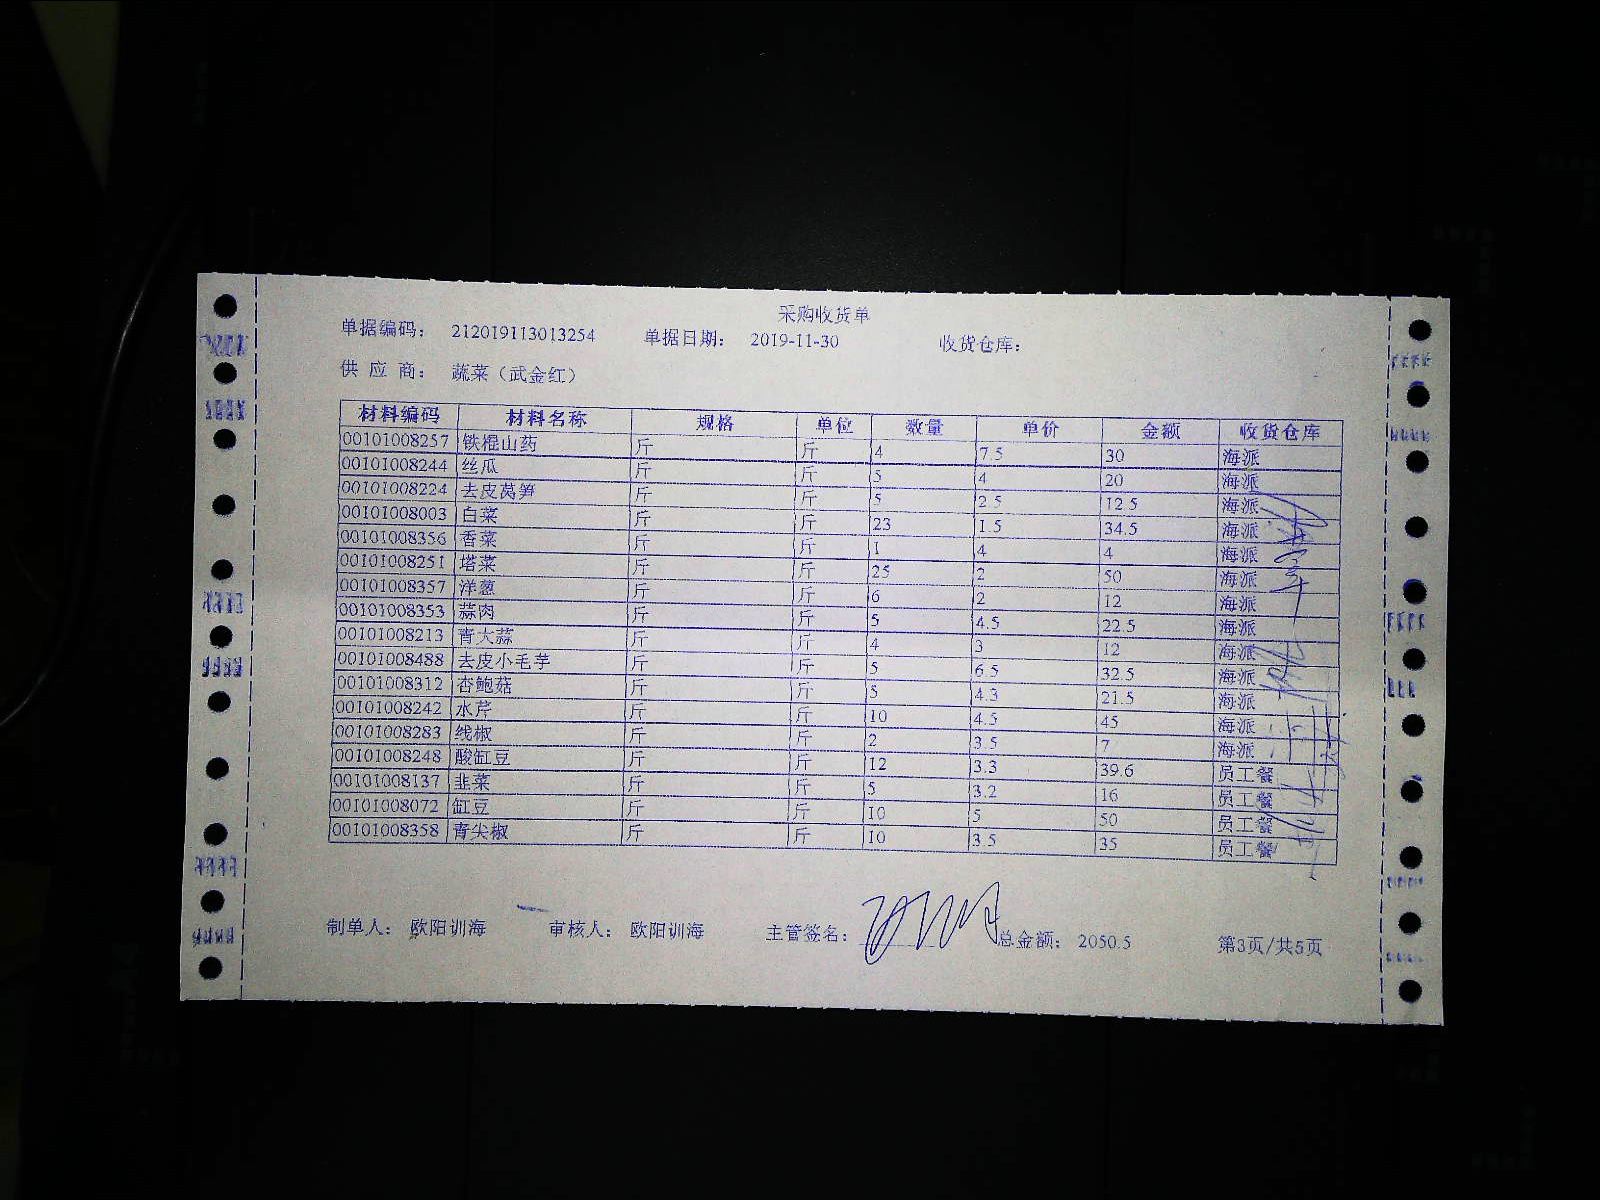 采购收货单
单据编码： 212019113013254 单据日期： 2019-11-30 收货仓库：
供 应 商： 蔬菜（武金红）
材料编码 材料名称 规格 单位 数量 单价 金额 收货仓库
00101008257 铁棍山药 斤 斤 4 7.5 30 海派
00101008244 丝瓜 斤 斤 5 4 20 海派
00101008224 去皮莴笋 斤 斤 5 2.5 12.5 海派
00101008003 白菜 斤 斤 23 1.5 34.5 海派
00101008356 香菜 斤 斤 1 4 4 海派
00101008251 塔菜 斤 斤 25 2 50 海派
00101008357 洋葱 斤 斤 6 2 12 海派
00101008353 蒜肉 斤 斤 5 4.5 22.5 海派
00101008213 青大蒜 斤 斤 4 3 12 海派
00101008488 去皮小毛芋 斤 斤 5 6.5 32.5 海派
00101008312 杏鲍菇 斤 斤 5 4.3 21.5 海派
00101008242 水芹 斤 斤 10 4.5 45 海派
00101008283 线椒 斤 斤 2 3.5 7 海派
00101008248 酸缸豆 斤 斤 12 3.3 39.6 员工餐
00101008137 韭菜 斤 斤 5 3.2 16 员工餐
00101008072 缸豆 斤 斤 10 5 50 员工餐
00101008358 青尖椒 斤 斤 10 3.5 35 员工餐
制单人： 欧阳训海 审核人： 欧阳训海 主管签名： 总金额： 2050.5 第3页/共5页